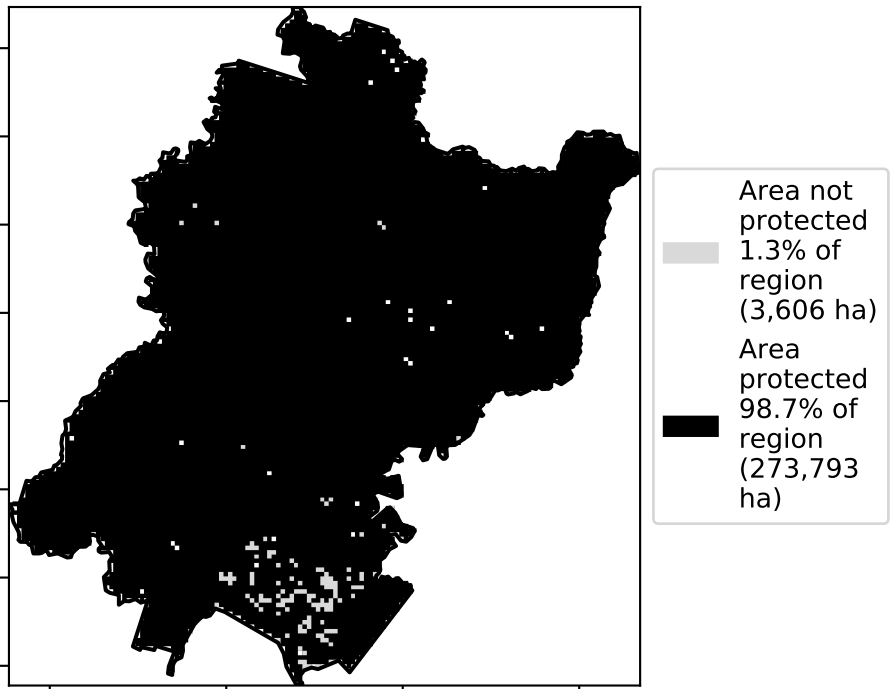 Area not
protected
1.3% of
region
(3,606 ha)
Area
protected
98.7% of
region
(273,793
ha)